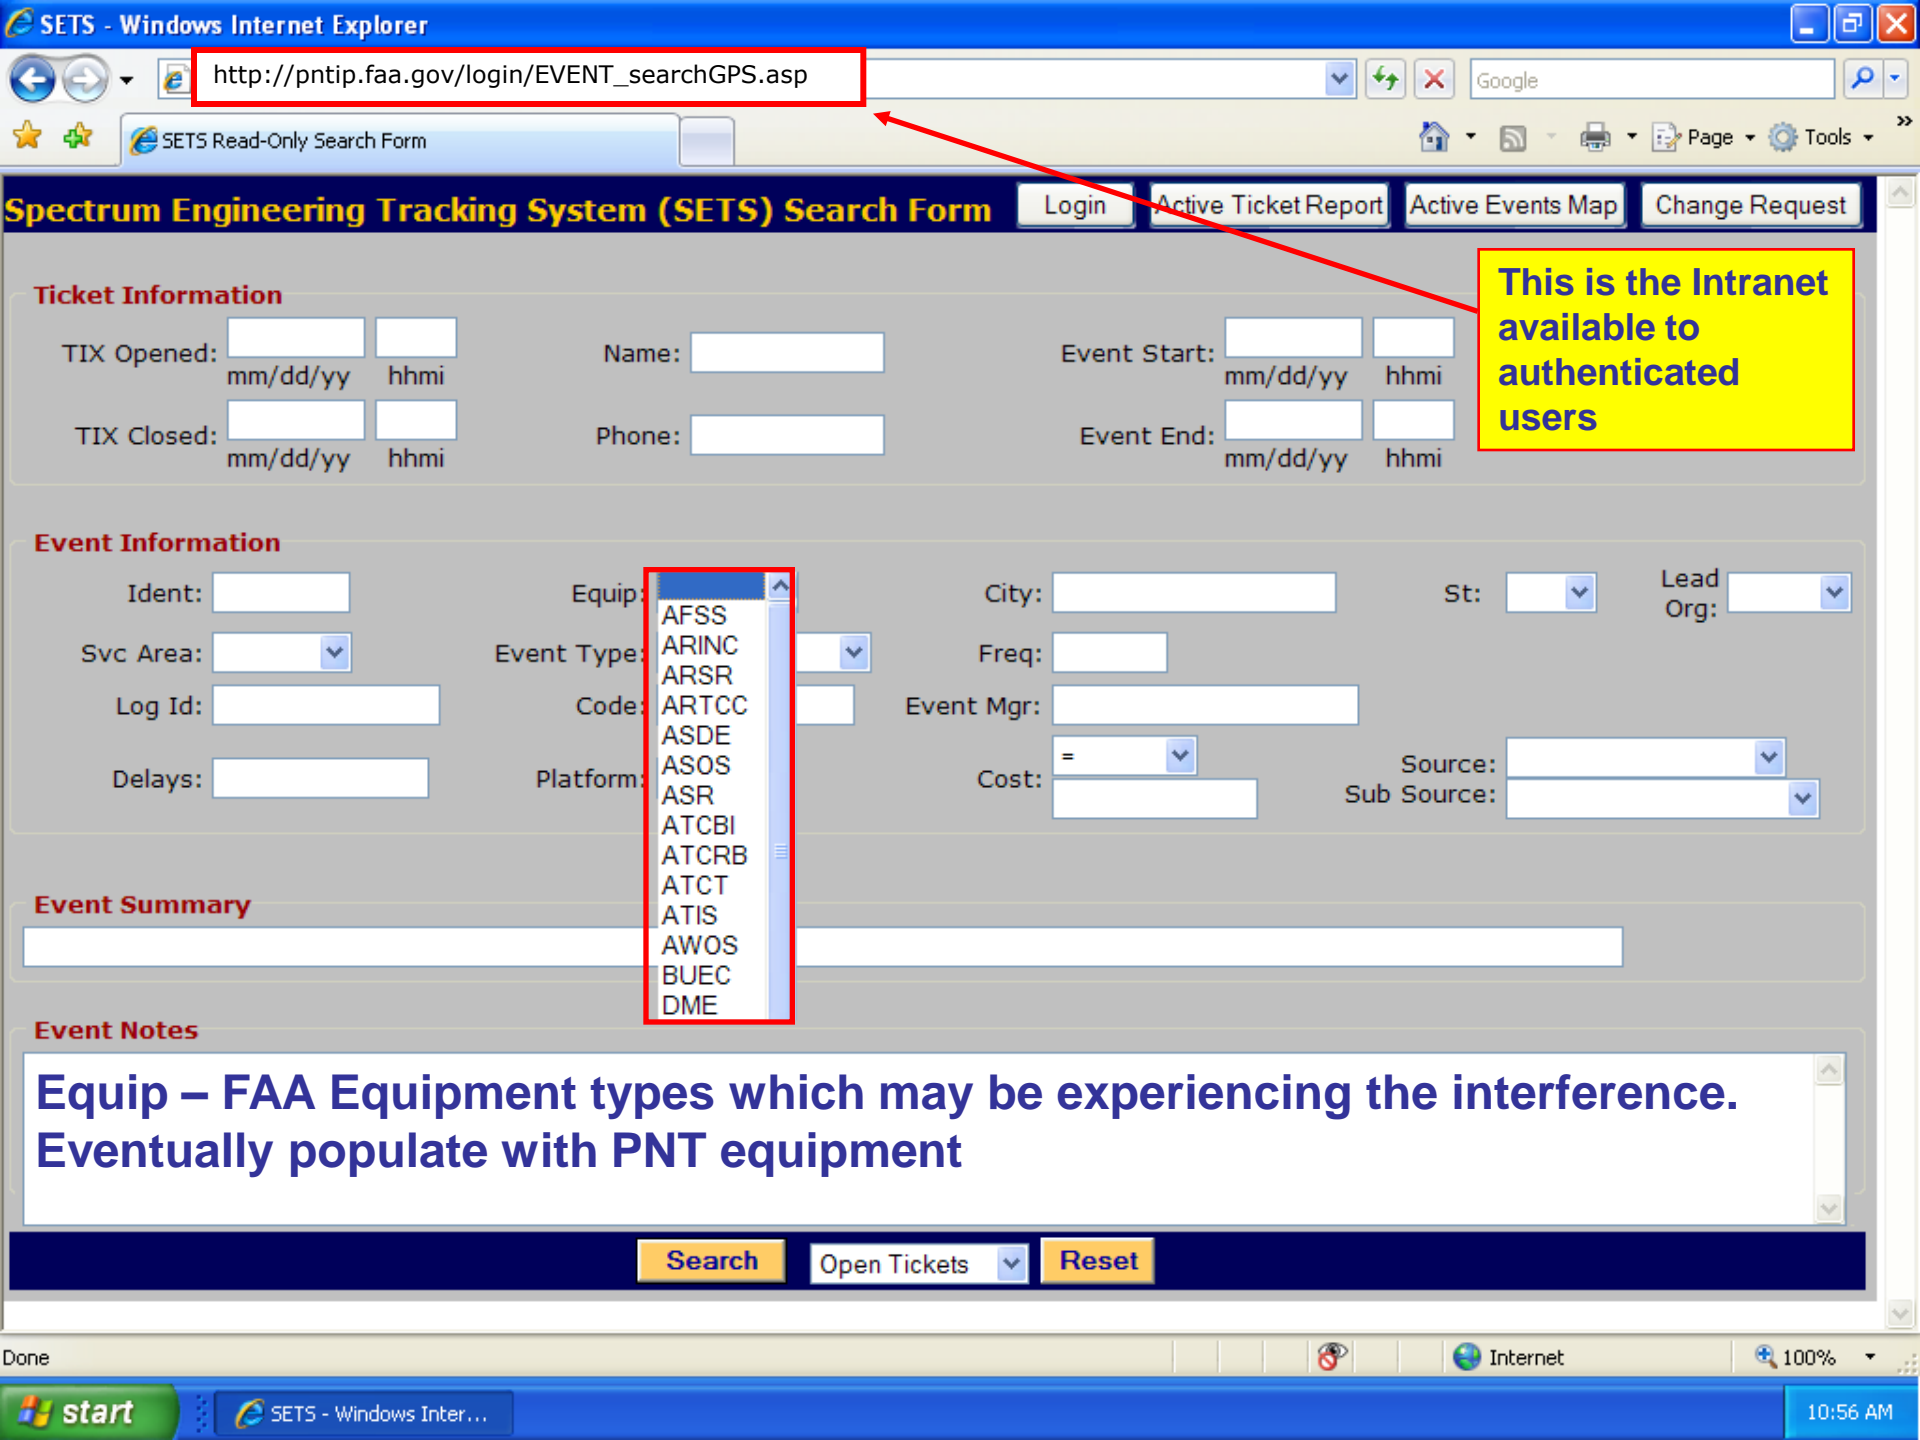 SETS - Windows Internet Explorer
http://pntip.faa.gov/login/EVENT_searchGPS.asp
Google
SETS Read-Only Search Form
Page
Tools
Spectrum Engineering Tracking System (SETS) Search Form
Login
Active Ticket Report
Active Events Map
Change Request
This is the Intranet
available to
authenticated
users
Ticket Information
TIX Opened:
mm/dd/yy hhmi
Name:
Event Start:
mm/dd/yy hhmi
TIX Closed:
mm/dd/yy hhmi
Phone:
Event End:
mm/dd/yy hhmi
Event Information
Ident:
Equip:
City:
St:
Lead
Org:
Svc Area:
Event Type:
Freq:
Log Id:
Code:
Event Mgr:
Delays:
Platform:
Cost:
=
Source:
Sub Source:
AFSS
ARINC
ARSR
ARTCC
ASDE
ASOS
ASR
ATCBI
ATCRB
ATCT
ATIS
AWOS
BUEC
DME
Event Summary
Event Notes
Equip – FAA Equipment types which may be experiencing the interference.
Eventually populate with PNT equipment
Search
Open Tickets
Reset
Done
Internet
100%
start
SETS - Windows Inter...
10:56 AM